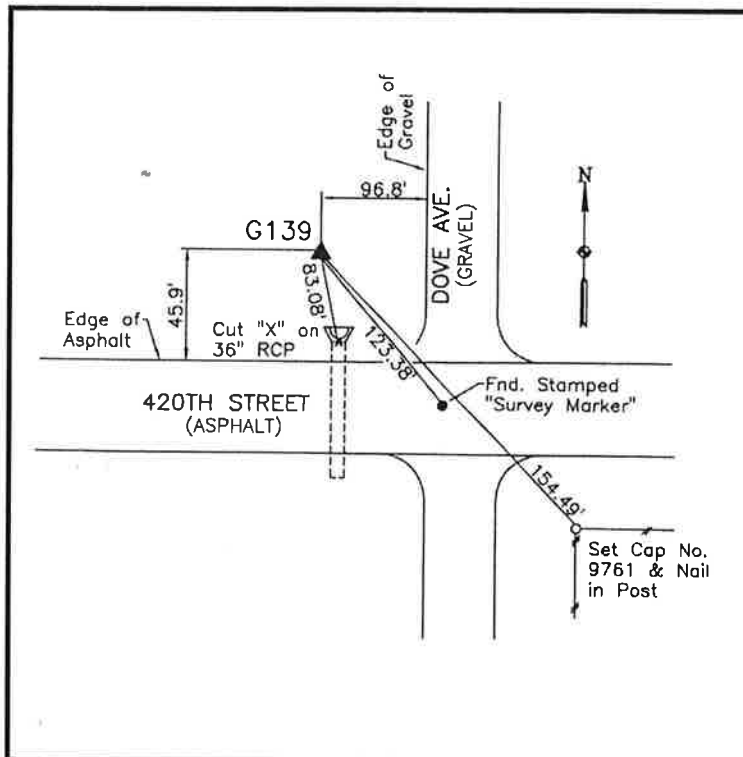 Edge of
Gravel
96.8'
N
G139
DOVE AVE.
(GRAVEL)
45.9'
83.08'
Edge of
Asphalt
Cut "X" on
36" RCP
123.38'
Fnd. Stamped
"Survey Marker"
420TH STREET
(ASPHALT)
154.49'
Set Cap No.
9761 & Nail
in Post